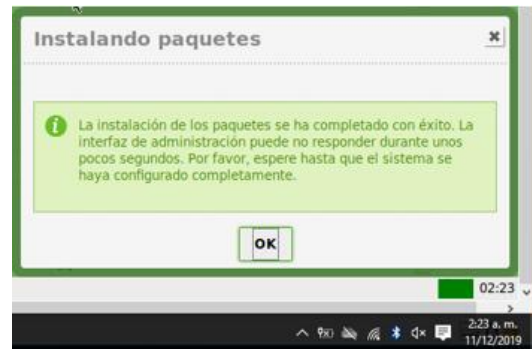 Instalando paquetes
La instalación de los paquetes se ha completado con éxito. La
interfaz de administración puede no responder durante unos
pocos segundos. Por favor, espere hasta que el sistema se
haya configurado completamente.
OK
02:23
2:23 a. m.
11/12/2019